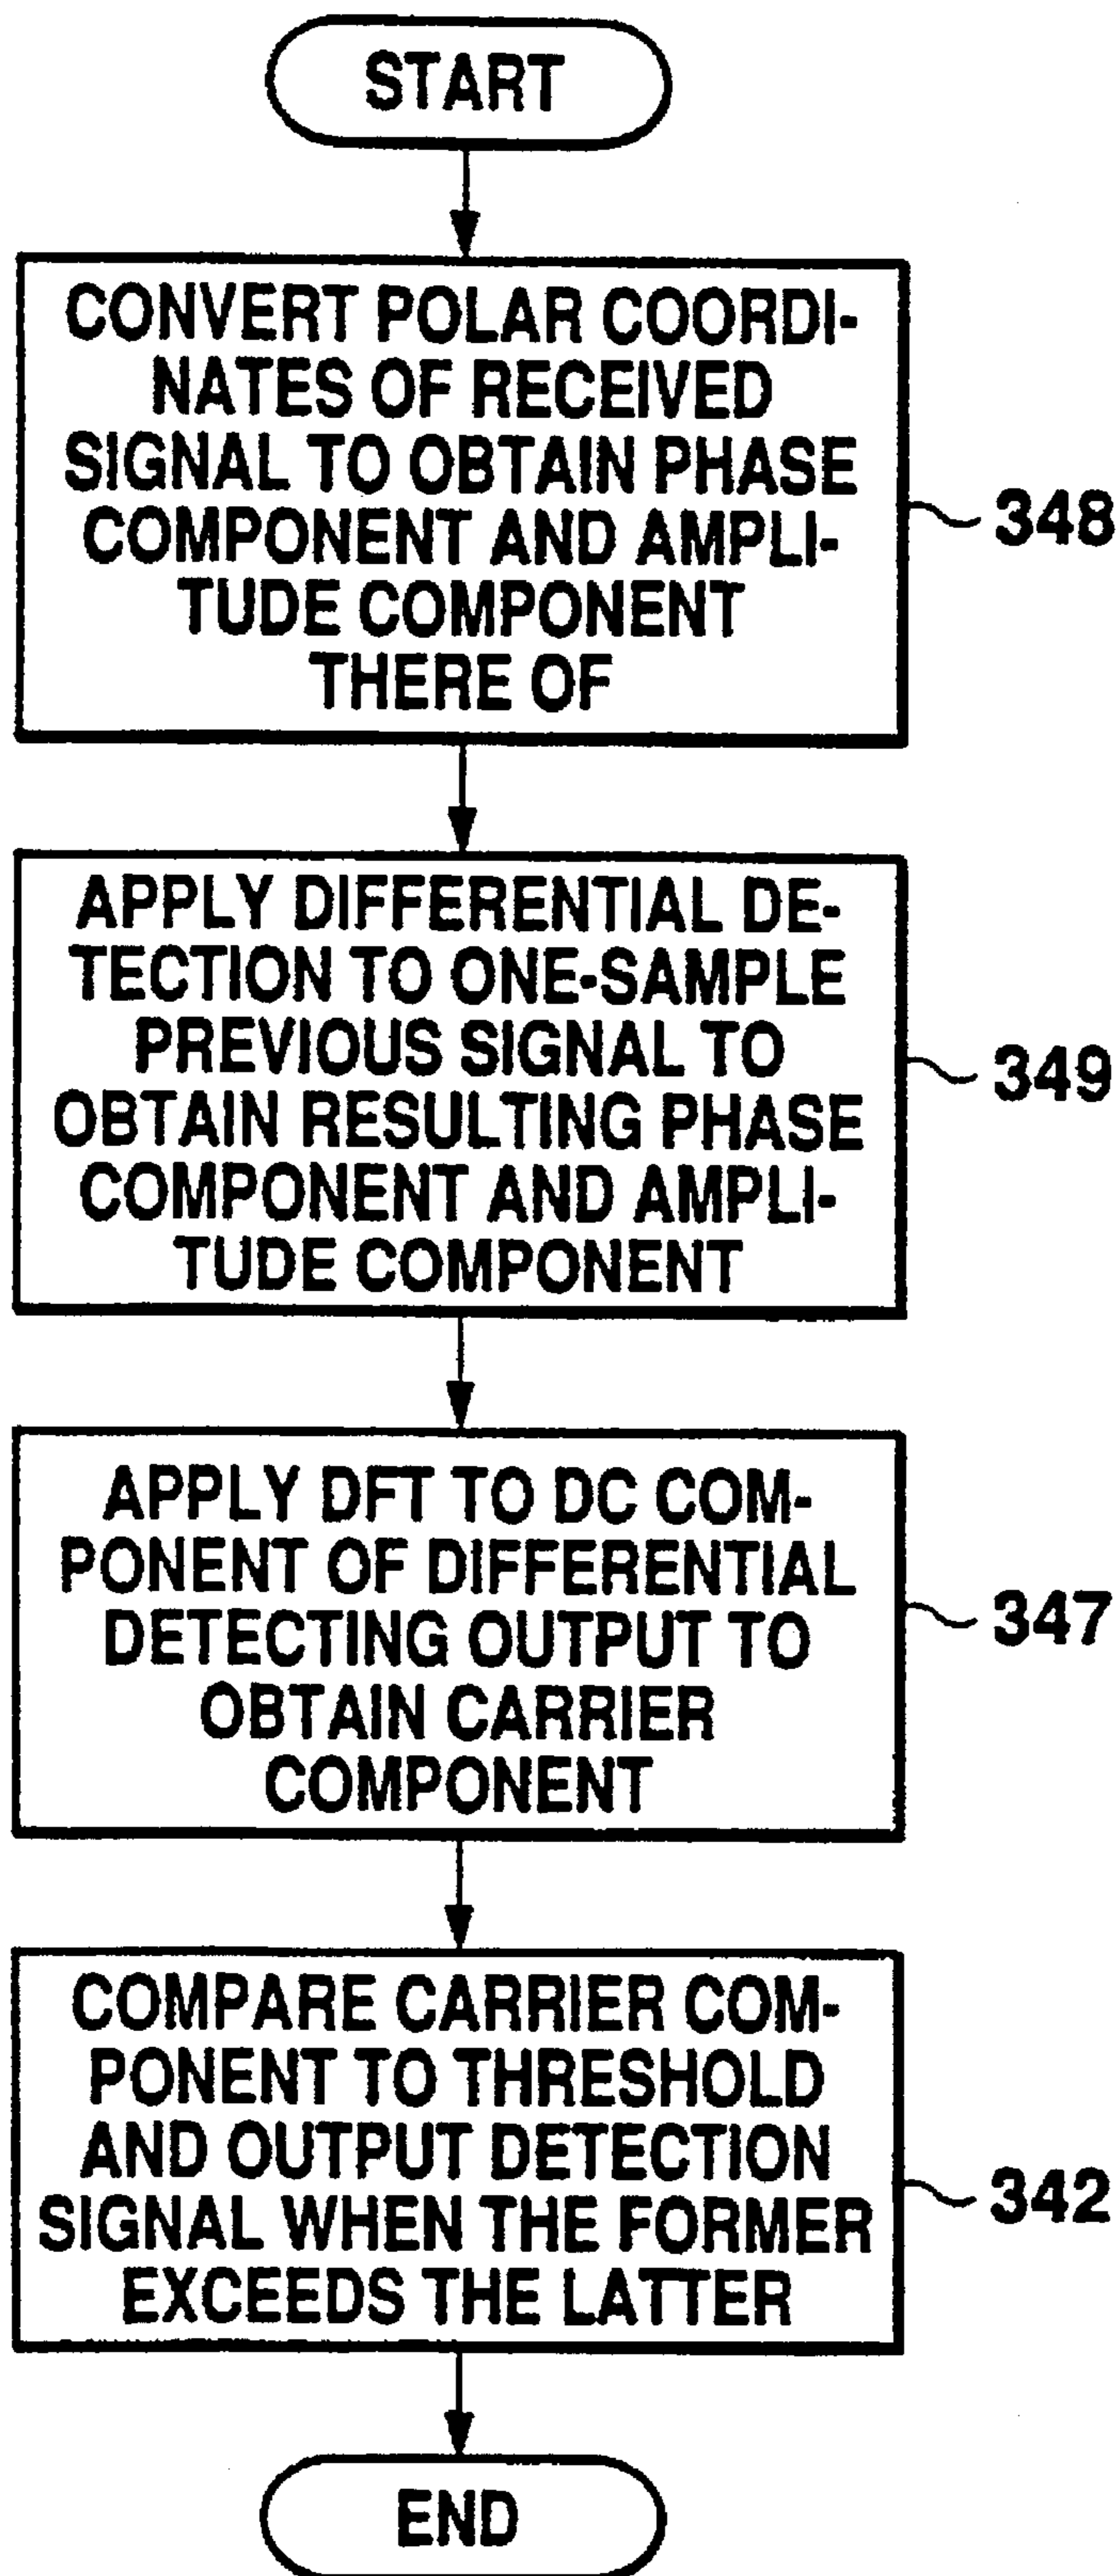 START
CONVERT POLAR COORDI-
NATES OF RECEIVED
SIGNAL TO OBTAIN PHASE
COMPONENT AND AMPLI-
TUDE COMPONENT
THERE OF
348
APPLY DIFFERENTIAL DE-
TECTION TO ONE-SAMPLE
PREVIOUS SIGNAL TO
OBTAIN RESULTING PHASE
COMPONENT AND AMPLI-
TUDE COMPONENT
349
APPLY DFT TO DC COM-
PONENT OF DIFFERENTIAL
DETECTING OUTPUT TO
OBTAIN CARRIER
COMPONENT
347
COMPARE CARRIER COM-
PONENT TO THRESHOLD
AND OUTPUT DETECTION
SIGNAL WHEN THE FORMER
EXCEEDS THE LATTER
342
END